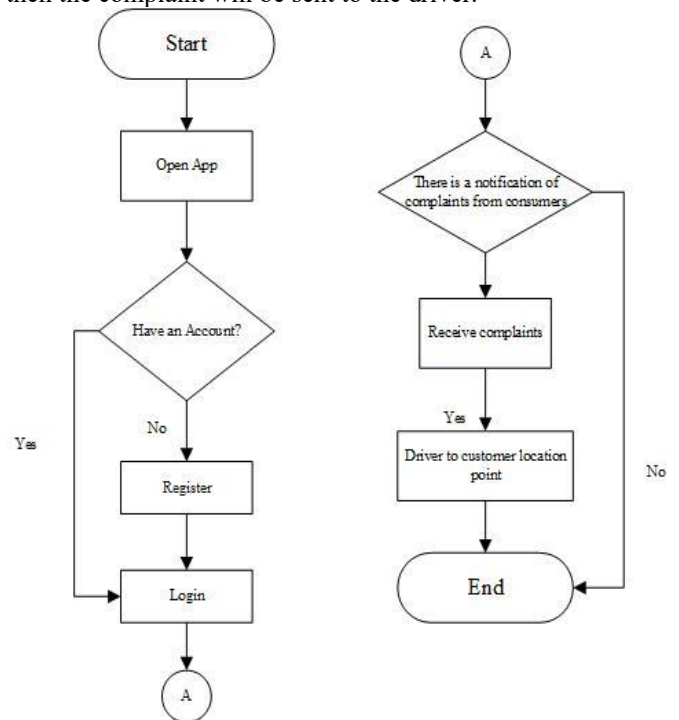 then the complaint will be sent to the driver.
Start
Open App
Have an Account?
Yes
No
Register
Login
A
A
There is a notification of
complaints from consumers
Receive complaints
Yes
Driver to customer location
point
No
End